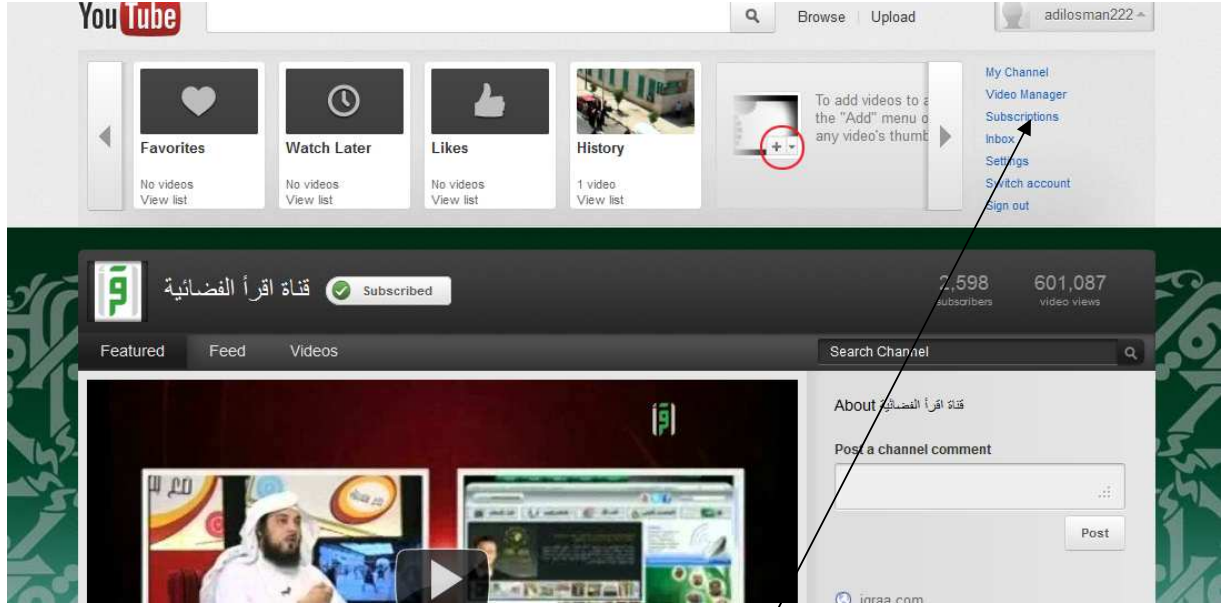 YouTube
Browse | Upload
adilosman222
Favorites
No videos
View list
Watch Later
No videos
View list
Likes
No videos
View list
History
1 video
View list
To add videos to a
the "Add" menu o
any video's thumb
My Channel
Video Manager
Subscriptions
Inbox
Settings
Switch account
Sign out
قناة اقرأ الفضائية
Subscribed
2,598
subscribers
601,087
video views
Featured
Feed
Videos
Search Channel
اقرأ
About قناة اقرأ الفضائية
Post a channel comment
Post
iqraa.com